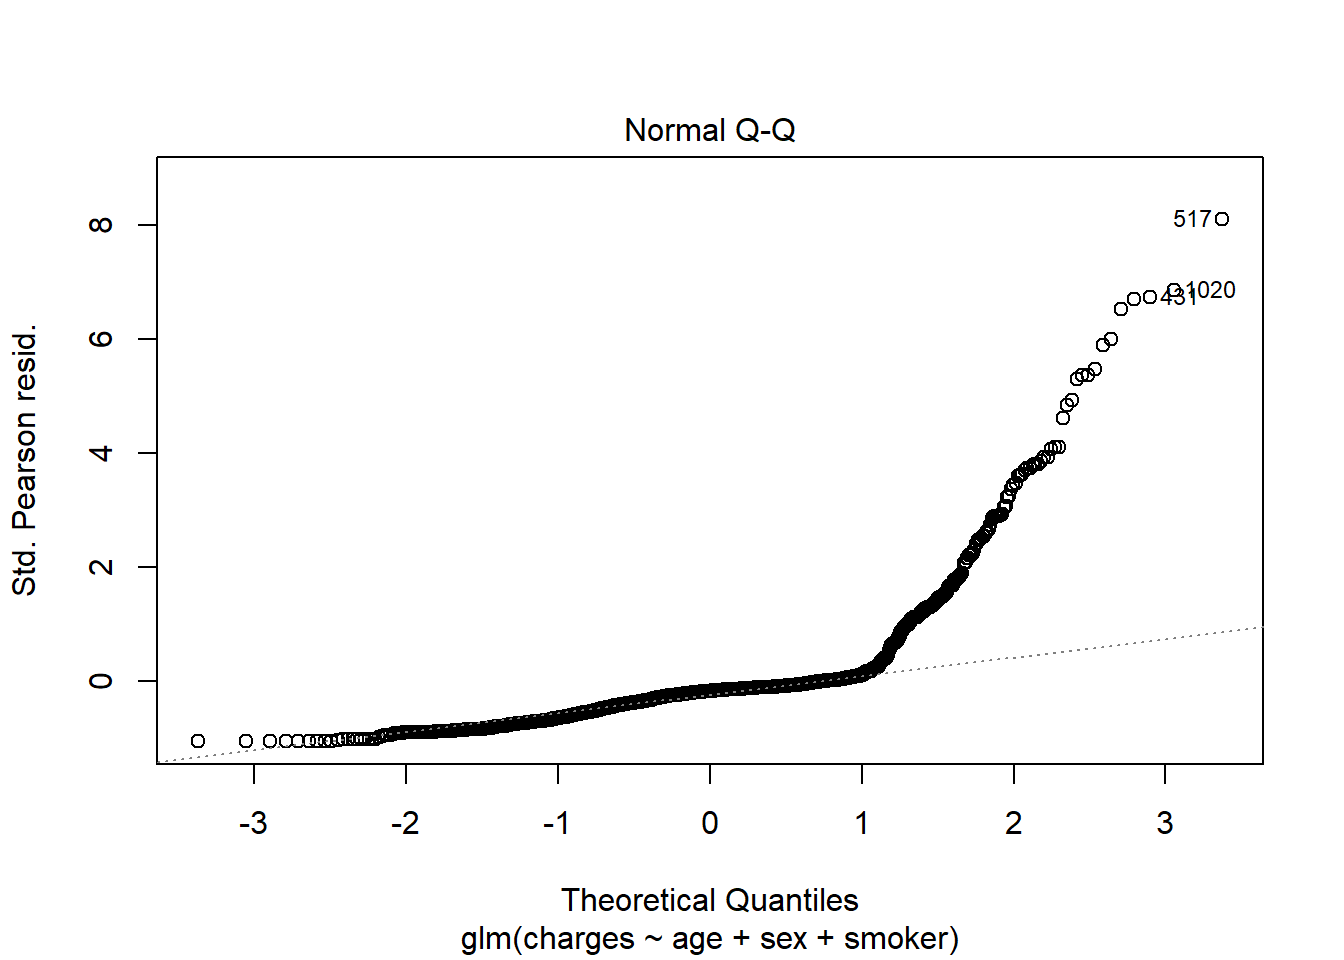 Normal Q-Q
Std. Pearson resid.
8
6
4
2
0
517
1020
431
-3 -2 -1 0 1 2 3
Theoretical Quantiles
glm(charges ~ age + sex + smoker)